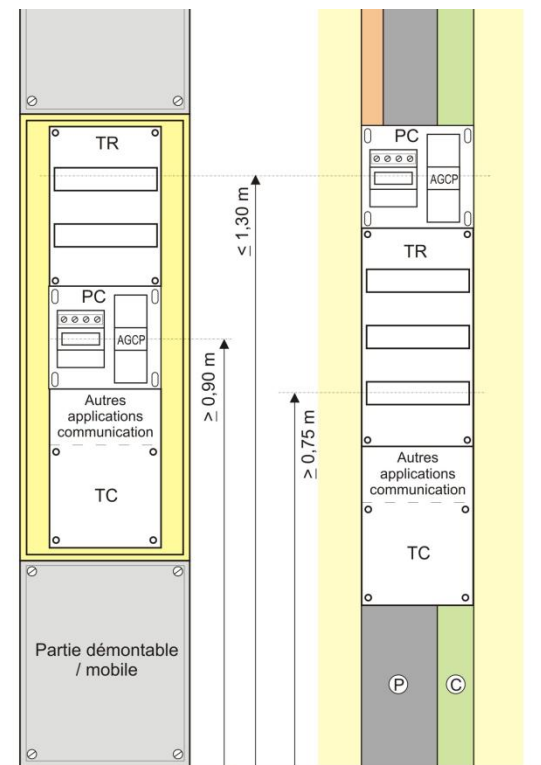 TR
PC
AGCP
Autres
applications
communication
TC
Partie démontable
/ mobile
≥ 0,90 m
≤ 1,30 m
≥ 0,75 m
PC
AGCP
TR
Autres
applications
communication
TC
P
C